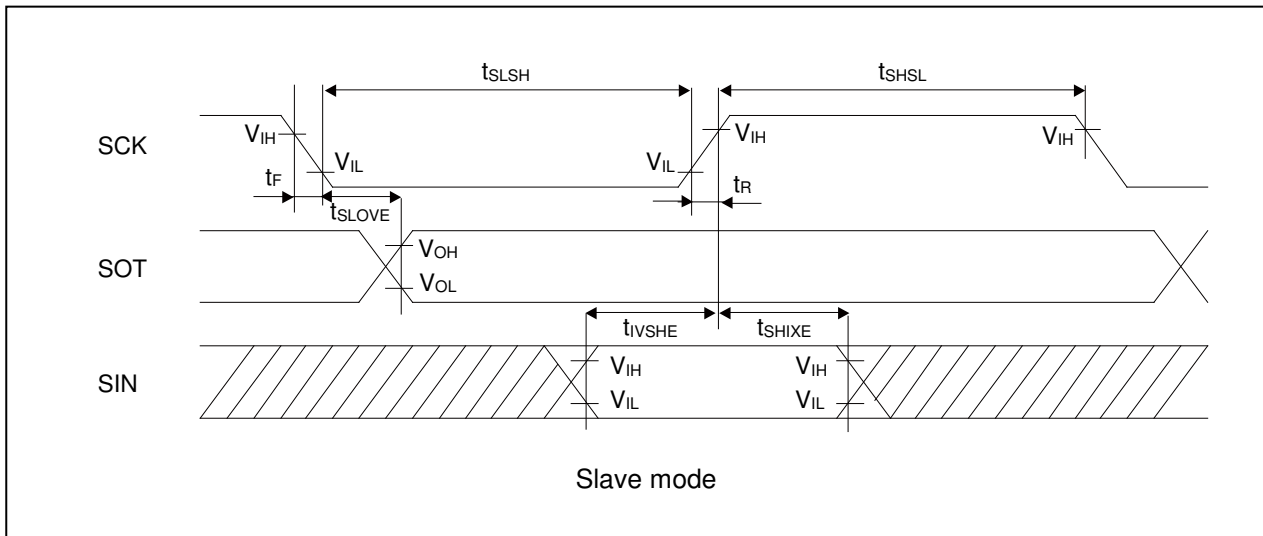 tSLSH tSHSL
SCK VIH VIL VIL VIH VIH
tF tSLOVE tR
SOT VOH
VOL
tIVSHE tSHIXE
SIN VIH VIH
VIL VIL
Slave mode